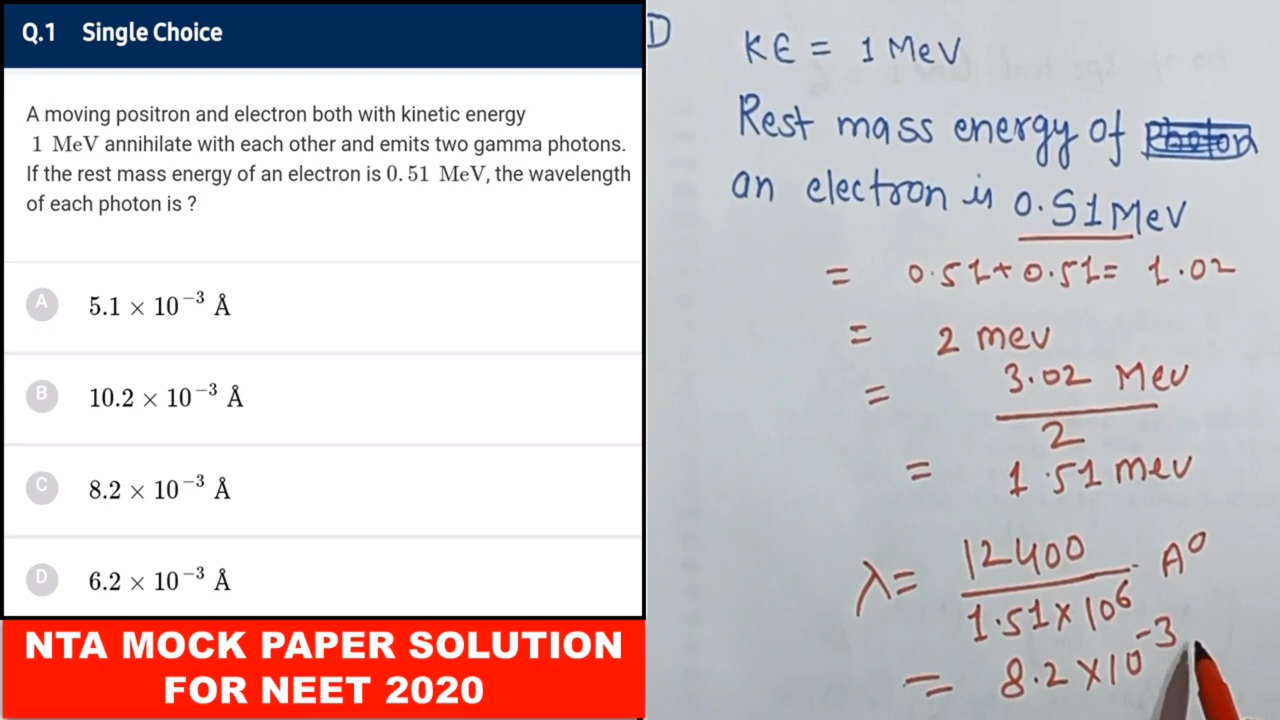 Q.1 Single Choice
A moving positron and electron both with kinetic energy
1 MeV annihilate with each other and emits two gamma photons.
If the rest mass energy of an electron is 0.51 MeV, the wavelength
of each photon is ?
A 5.1 × 10⁻³ Å
B 10.2 × 10⁻³ Å
C 8.2 × 10⁻³ Å
D 6.2 × 10⁻³ Å
NTA MOCK PAPER SOLUTION
FOR NEET 2020
D
KE = 1 MeV
Rest mass energy of
an electron is 0.51 MeV
= 0.51 + 0.51 = 1.02
= 2 mev
= 3.02 Mev
2
= 1.51 mev
λ = 12400 A⁰
1.51 × 10⁶
= 8.2 × 10⁻³